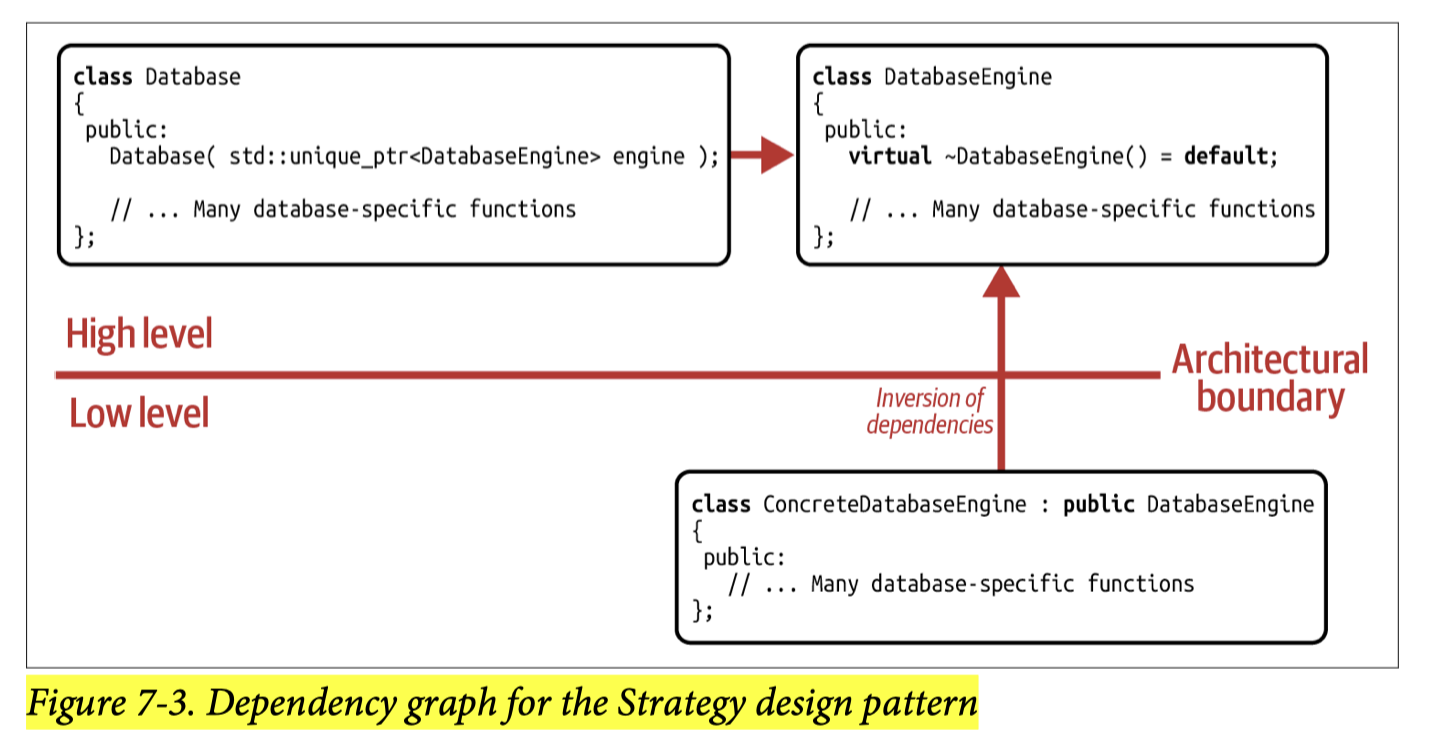 class Database
{
public:
Database( std::unique_ptr<DatabaseEngine> engine );
// ... Many database-specific functions
};
class DatabaseEngine
{
public:
virtual ~DatabaseEngine() = default;
// ... Many database-specific functions
};
High level
Low level
Architectural
boundary
Inversion of
dependencies
class ConcreteDatabaseEngine : public DatabaseEngine
{
public:
// ... Many database-specific functions
};
Figure 7-3. Dependency graph for the Strategy design pattern